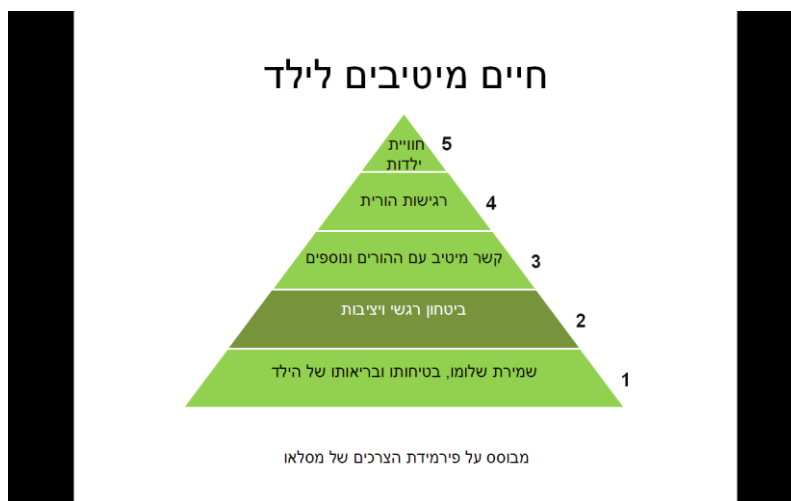 חיים מיטיבים לילד
חוויית 5
ילדות
רגישות הורית 4
קשר מיטיב עם ההורים ונוספים 3
ביטחון רגשי ויציבות 2
שמירת שלומו, בטיחותו ובריאותו של הילד 1
מבוסס על פירמידת הצרכים של מסלאו